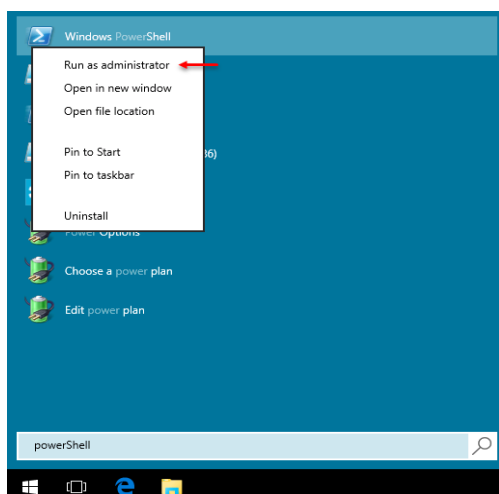 Windows PowerShell
Run as administrator
Open in new window
Open file location
Pin to Start
86)
Pin to taskbar
Uninstall
Power Options
Choose a power plan
Edit power plan
powerShell